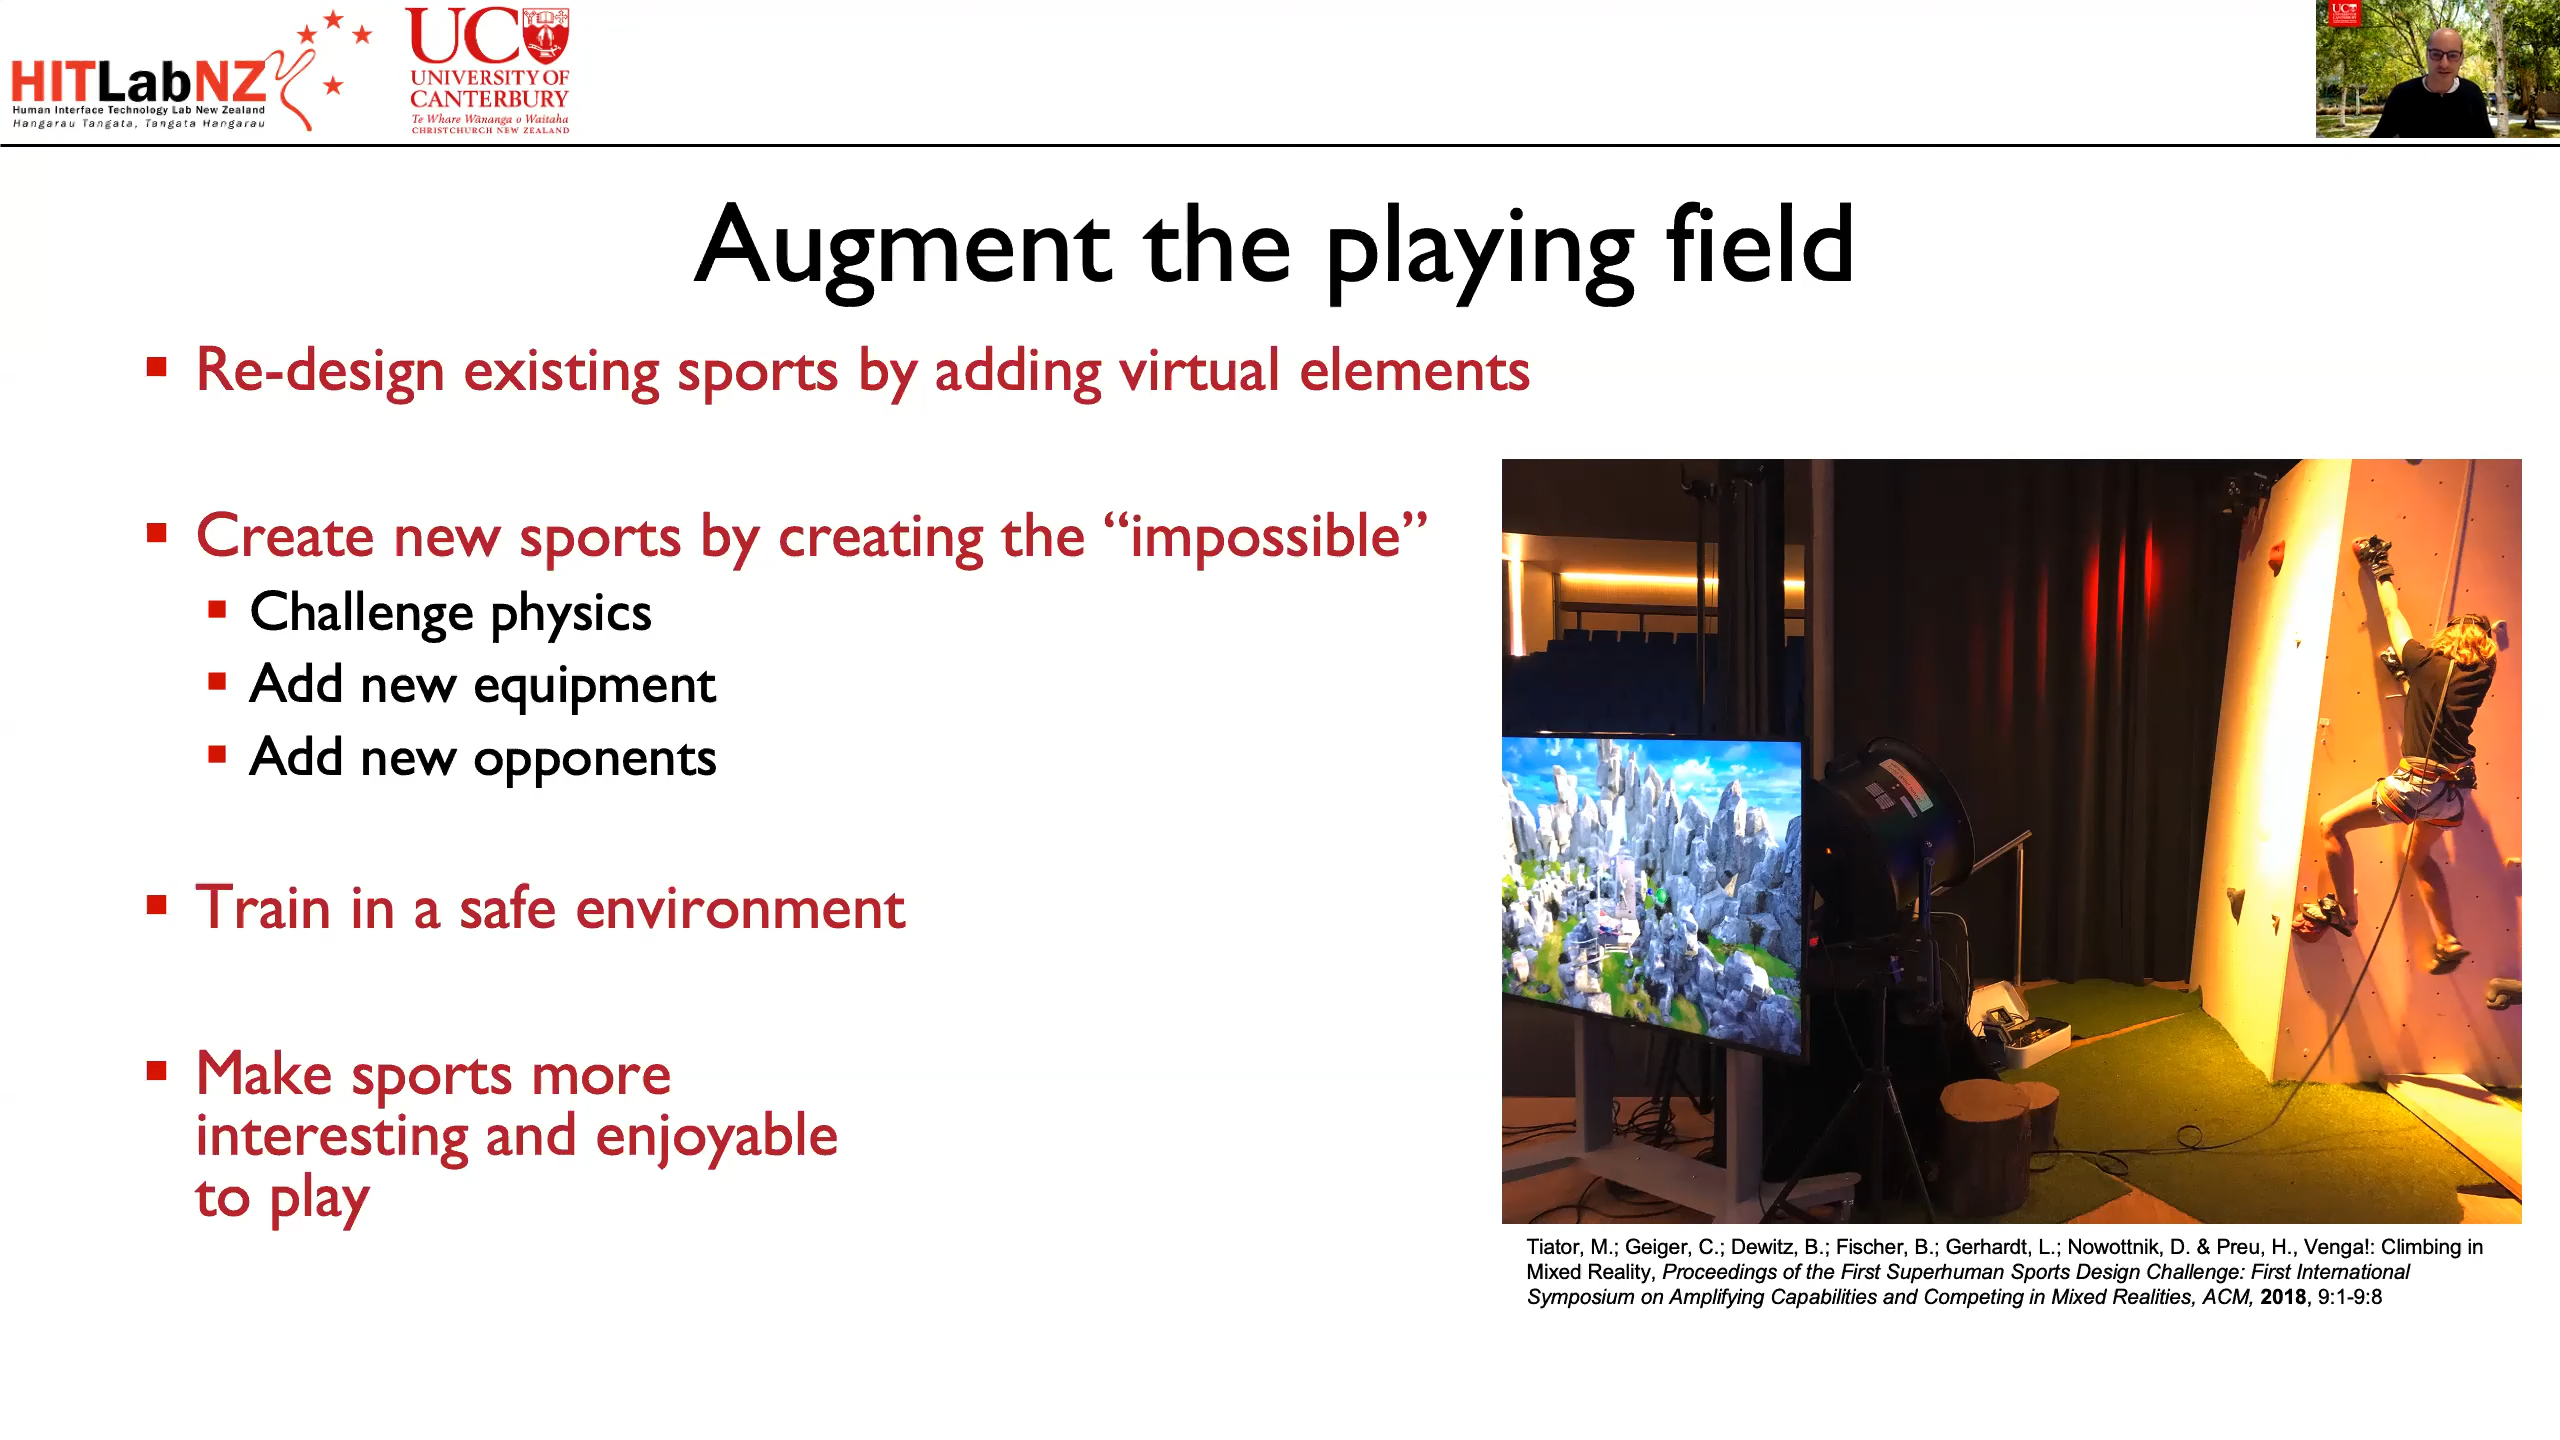 HITLabNZ
Human Interface Technology Lab New Zealand
Hangarau Tangata, Tangata Hangarau
UC
UNIVERSITY OF
CANTERBURY
Te Whare Wānanga o Waitaha
CHRISTCHURCH NEW ZEALAND
UC
Augment the playing field
Re-design existing sports by adding virtual elements
Create new sports by creating the “impossible”
Challenge physics
Add new equipment
Add new opponents
Train in a safe environment
Make sports more
interesting and enjoyable
to play
Tiator, M.; Geiger, C.; Dewitz, B.; Fischer, B.; Gerhardt, L.; Nowottnik, D. & Preu, H., Venga!: Climbing in
Mixed Reality, Proceedings of the First Superhuman Sports Design Challenge: First International
Symposium on Amplifying Capabilities and Competing in Mixed Realities, ACM, 2018, 9:1-9:8